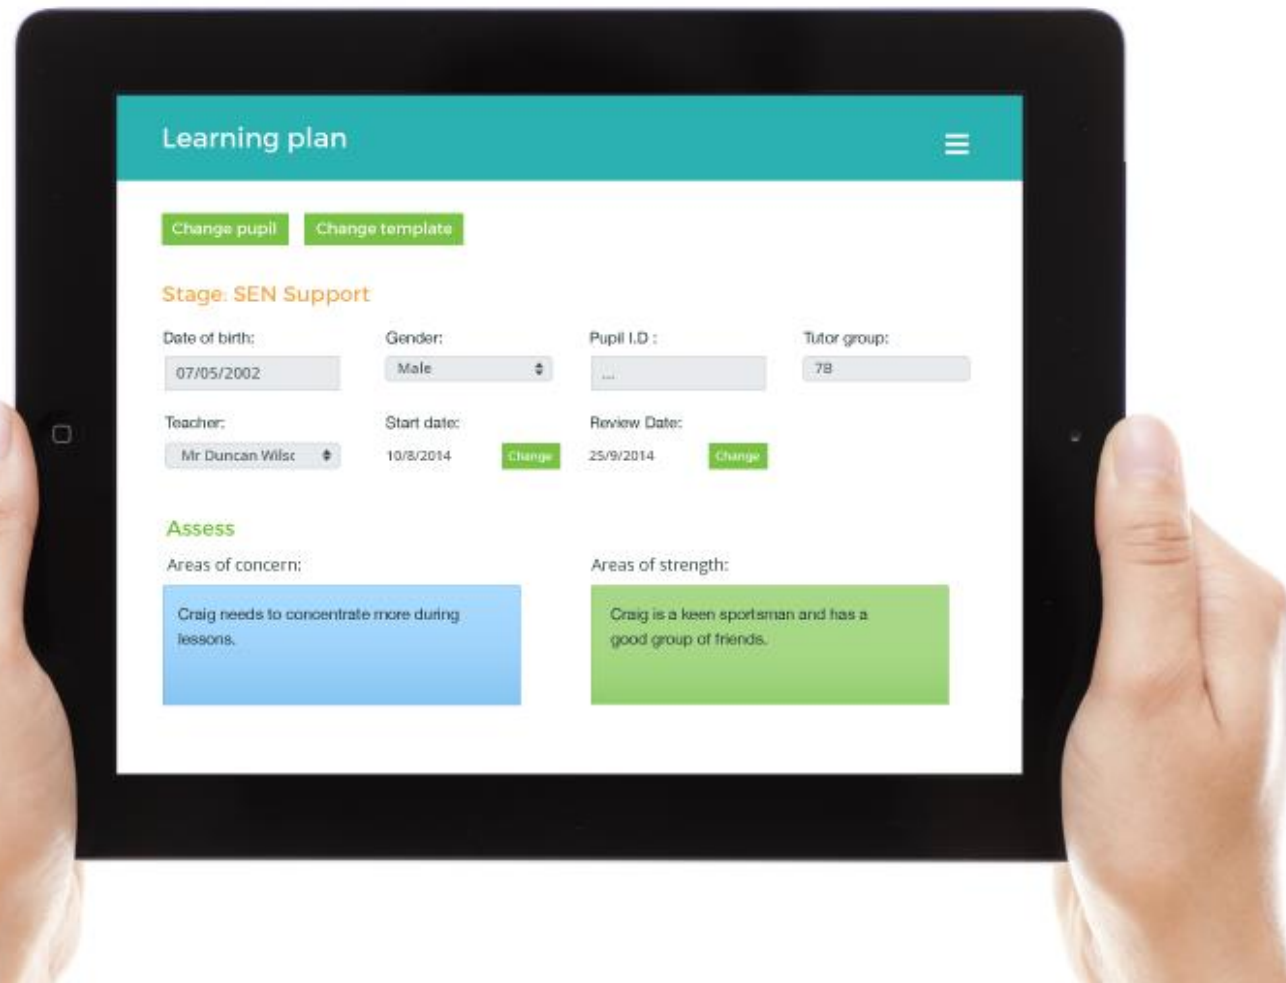 Learning plan
Change pupil Change template
Stage: SEN Support
Date of birth: Gender: Pupil I.D : Tutor group:
07/05/2002 Male ... 7B
Teacher: Start date: Review Date:
Mr Duncan Wilsc 10/8/2014 Change 25/9/2014 Change
Assess
Areas of concern: Areas of strength:
Craig needs to concentrate more during
lessons.
Craig is a keen sportsman and has a
good group of friends.